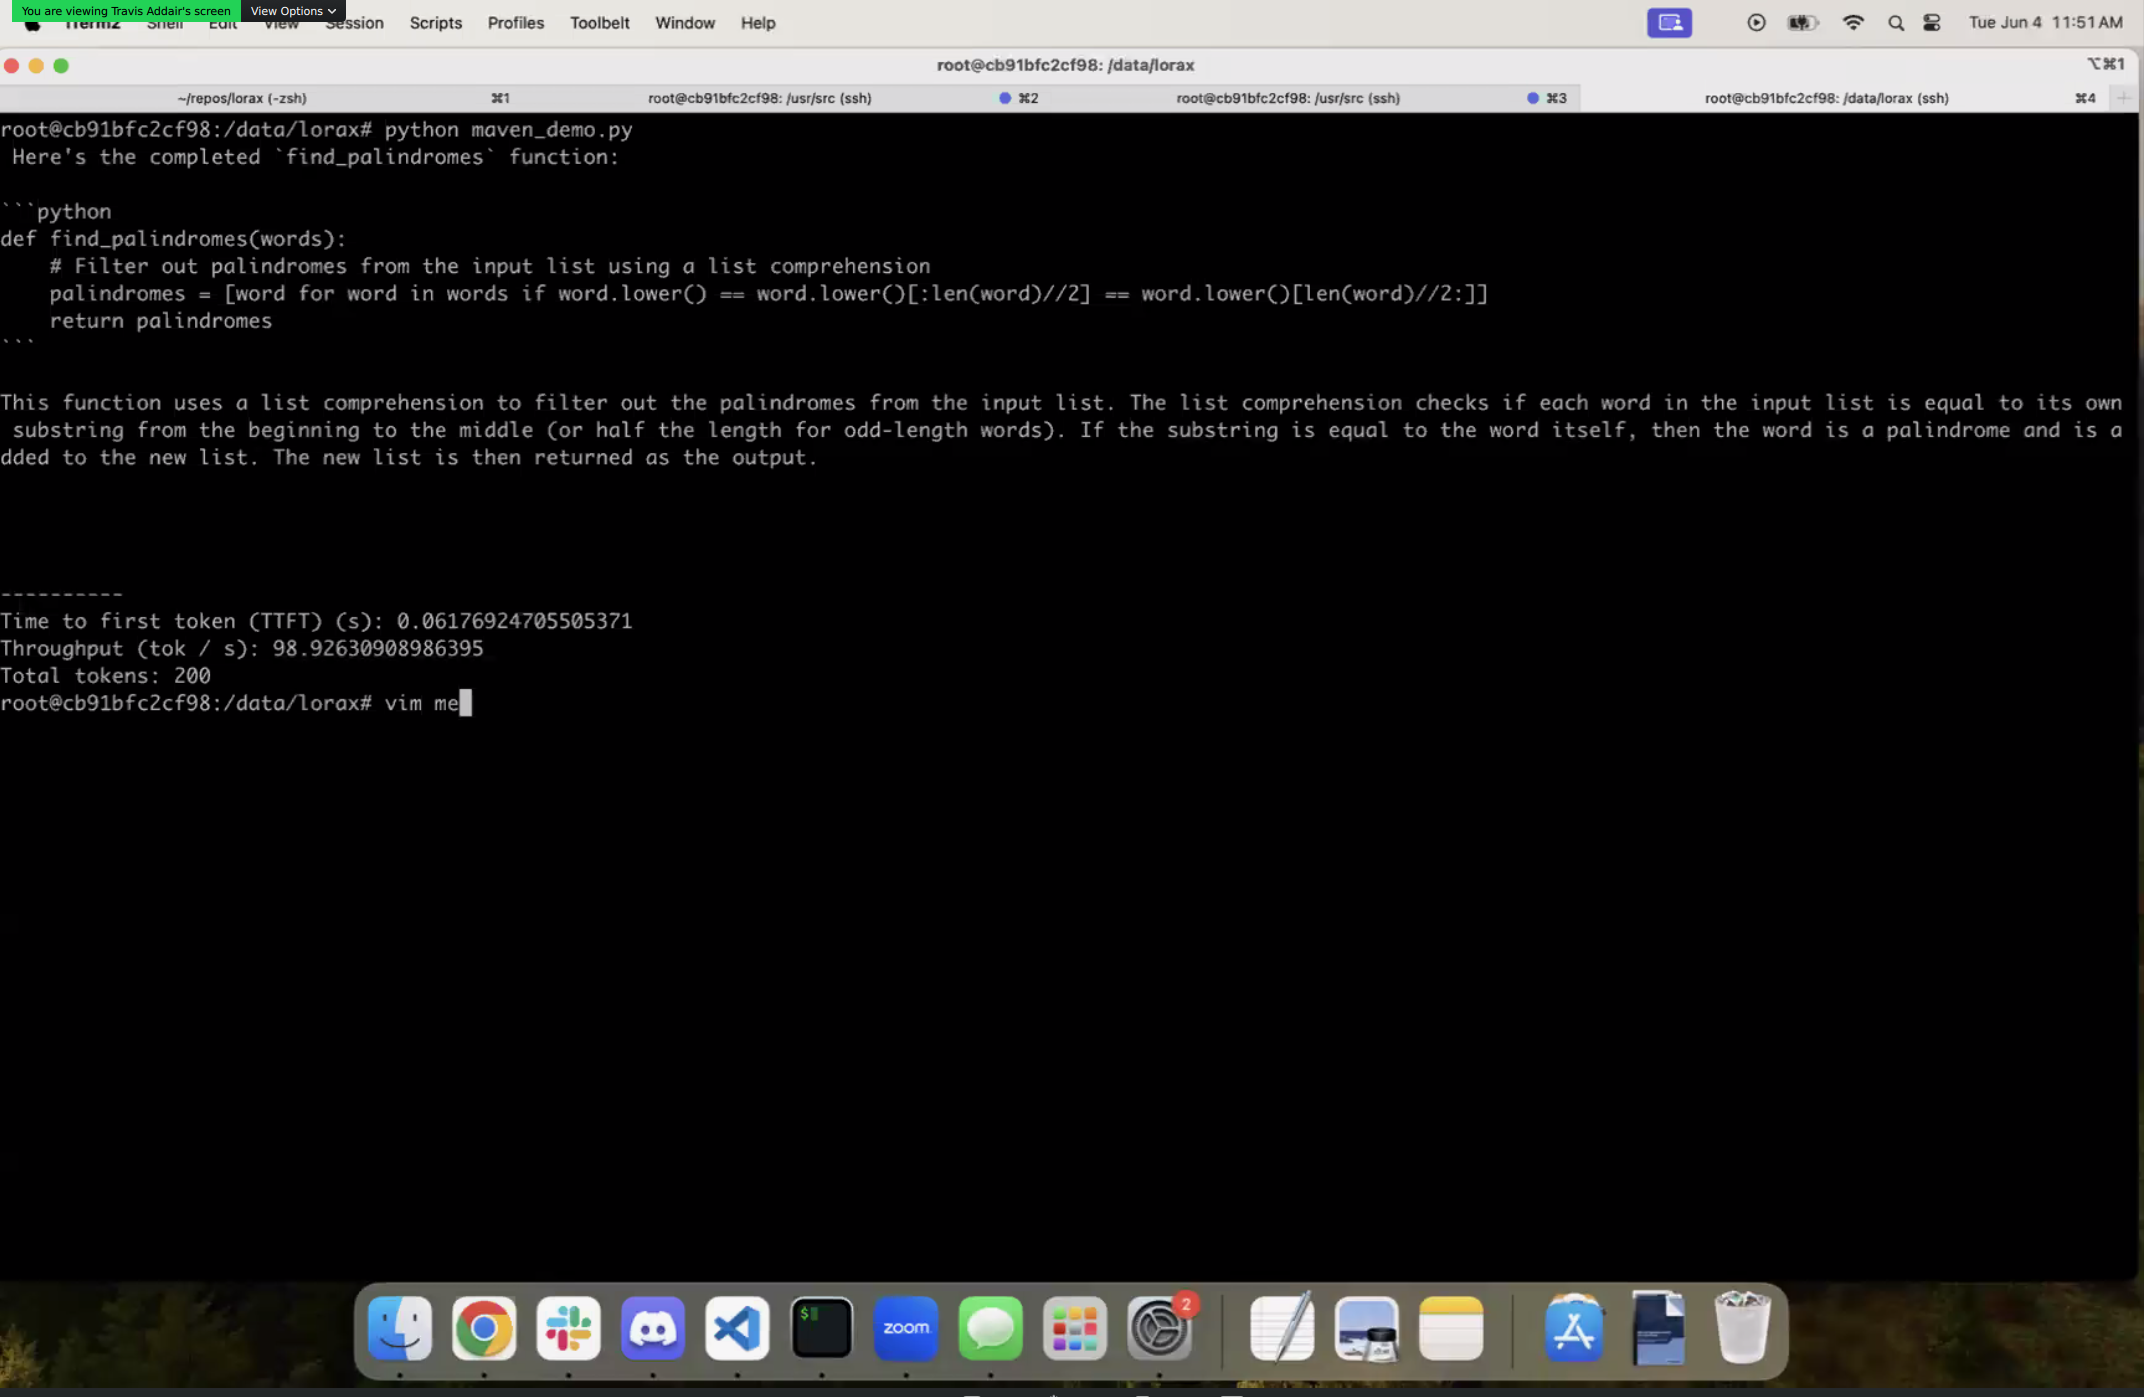 You are viewing Travis Addair's screen View Options
iTerm2 Shell Edit View Session Scripts Profiles Toolbelt Window Help Tue Jun 4 11:51 AM
root@cb91bfc2cf98: /data/lorax ⌥⌘1
~/repos/lorax (-zsh) ⌘1 root@cb91bfc2cf98: /usr/src (ssh) ⌘2 root@cb91bfc2cf98: /usr/src (ssh) ⌘3 root@cb91bfc2cf98: /data/lorax (ssh) ⌘4
root@cb91bfc2cf98:/data/lorax# python maven_demo.py
Here's the completed `find_palindromes` function:
```python
def find_palindromes(words):
    # Filter out palindromes from the input list using a list comprehension
    palindromes = [word for word in words if word.lower() == word.lower()[:len(word)//2] == word.lower()[len(word)//2:]]
    return palindromes
```
This function uses a list comprehension to filter out the palindromes from the input list. The list comprehension checks if each word in the input list is equal to its own
substring from the beginning to the middle (or half the length for odd-length words). If the substring is equal to the word itself, then the word is a palindrome and is a
dded to the new list. The new list is then returned as the output.
----------
Time to first token (TTFT) (s): 0.06176924705505371
Throughput (tok / s): 98.92630908986395
Total tokens: 200
root@cb91bfc2cf98:/data/lorax# vim me
$
zoom
2